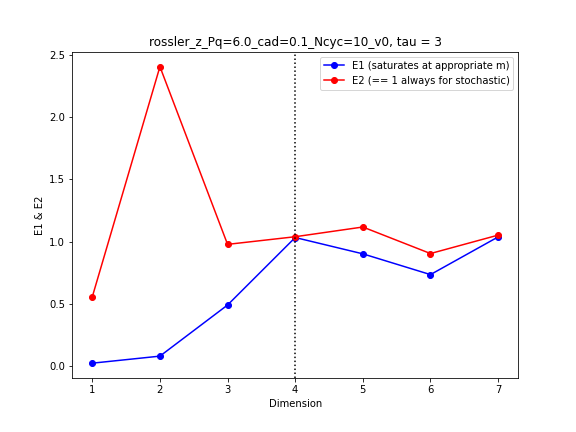 rossler_z_Pq=6.0_cad=0.1_Ncyc=10_v0, tau = 3
E1 (saturates at appropriate m)
E2 (== 1 always for stochastic)
E1 & E2
2.5
2.0
1.5
1.0
0.5
0.0
1 2 3 4 5 6 7
Dimension